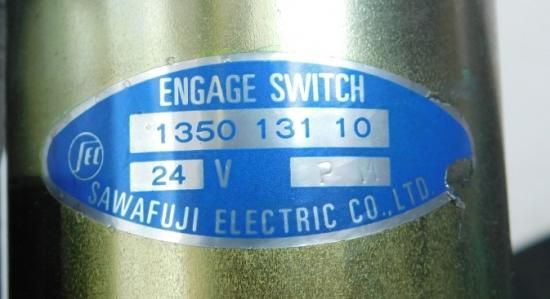 ENGAGE SWITCH
1350 131 10
SEC
24 V P M
SAWAFUJI ELECTRIC CO., LTD.